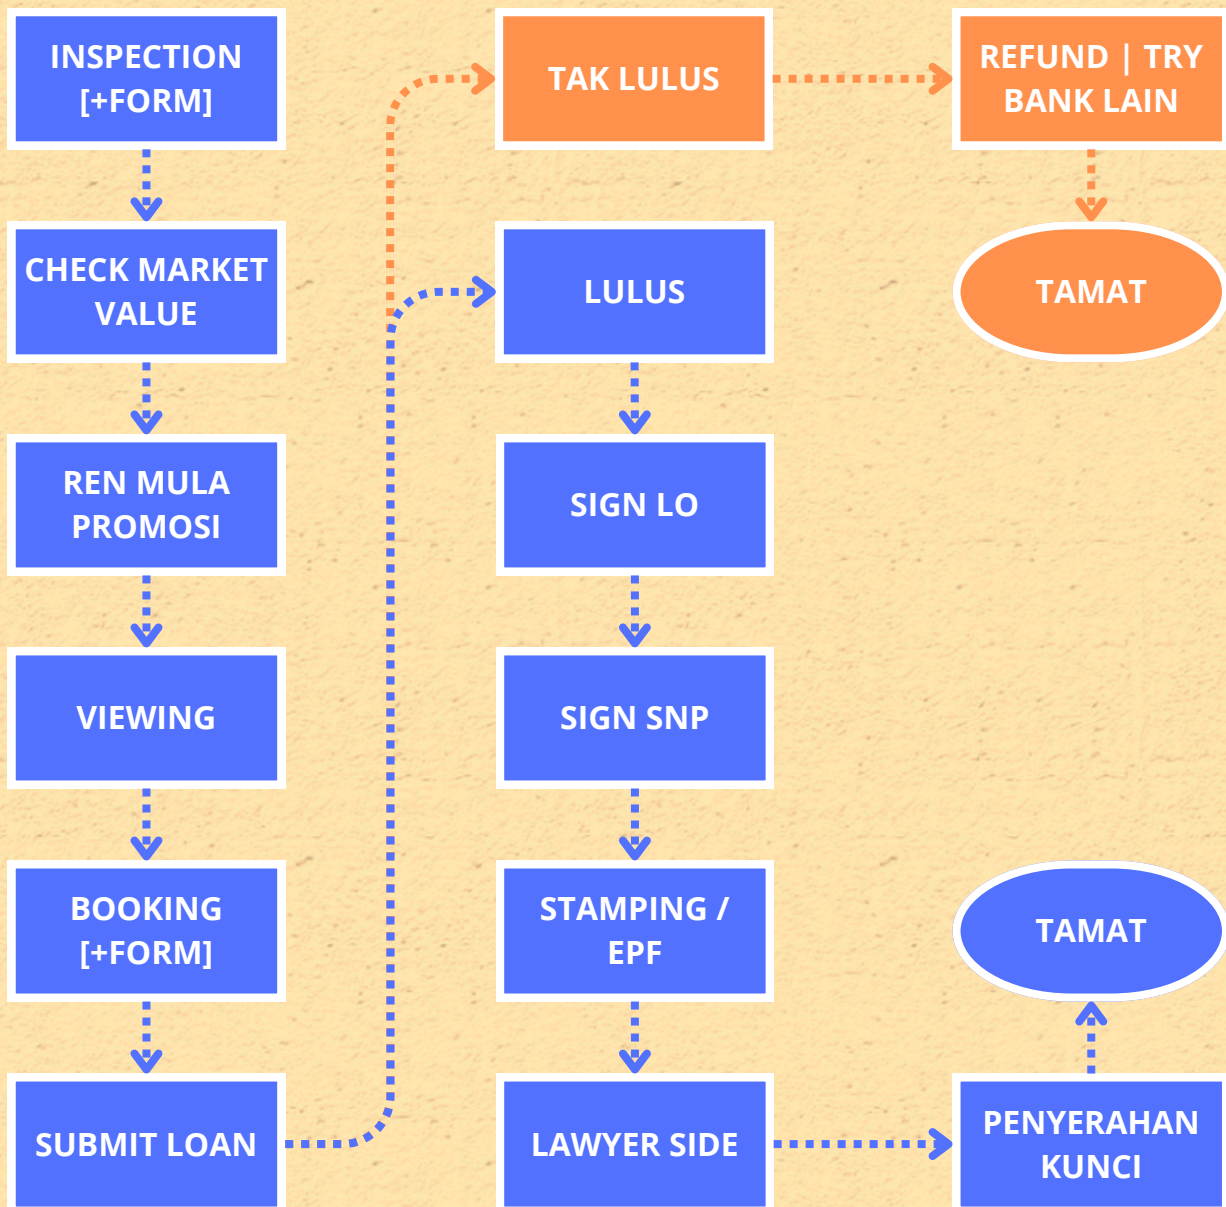 INSPECTION
[+FORM]
CHECK MARKET
VALUE
REN MULA
PROMOSI
VIEWING
BOOKING
[+FORM]
SUBMIT LOAN
TAK LULUS
REFUND | TRY
BANK LAIN
TAMAT
LULUS
SIGN LO
SIGN SNP
STAMPING /
EPF
LAWYER SIDE
PENYERAHAN
KUNCI
TAMAT